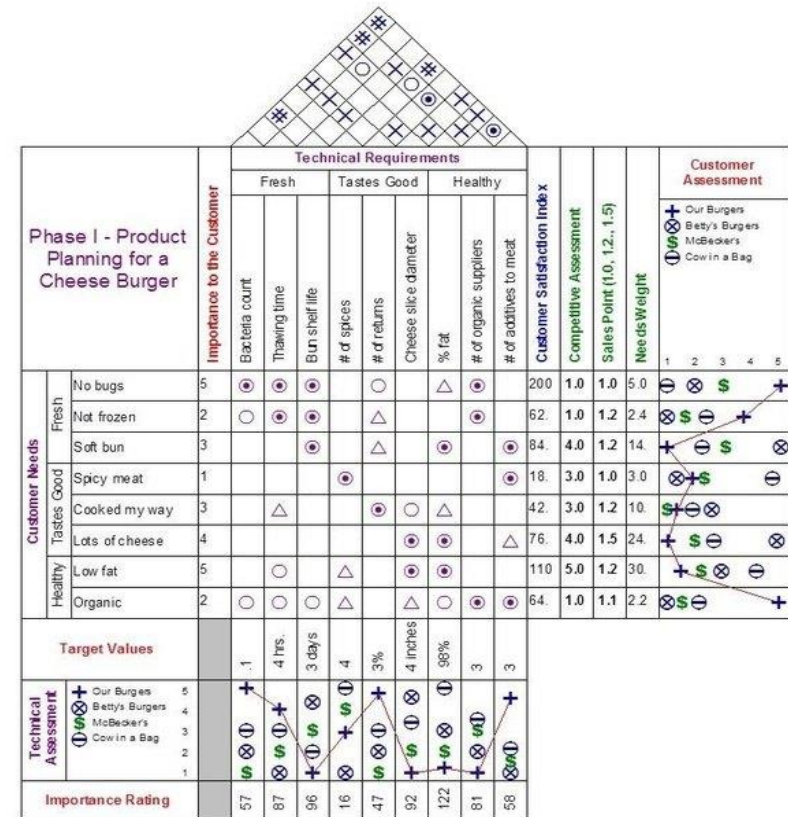 Technical Requirements
Fresh
Tastes Good
Healthy
Phase I - Product
Planning for a
Cheese Burger
Importance to the Customer
Bacteria count
Thawing time
Bun shelf life
# of spices
# of returns
Cheese slice diameter
% fat
# of organic suppliers
# of additives to meat
Customer Satisfaction Index
Competitive Assessment
Sales Point (1.0, 1.2., 1.5)
Needs Weight
Customer
Assessment
Our Burgers
Betty's Burgers
$ McBecker's
Cow in a Bag
1 2 3 4 5
Customer Needs
Fresh
No bugs 5 200 1.0 1.0 5.0
Not frozen 2 62. 1.0 1.2 2.4
Soft bun 3 84. 4.0 1.2 14.
Tastes Good
Spicy meat 1 18. 3.0 1.0 3.0
Cooked my way 3 42. 3.0 1.2 10.
Lots of cheese 4 76. 4.0 1.5 24.
Healthy
Low fat 5 110 5.0 1.2 30.
Organic 2 64. 1.0 1.1 2.2
Target Values .1 4 hrs. 3 days 4 3% 4 inches 98% 3 3
Technical
Assessment
Our Burgers
Betty's Burgers
$ McBecker's
Cow in a Bag
5
4
3
2
1
Importance Rating 57 87 96 16 47 92 122 81 58